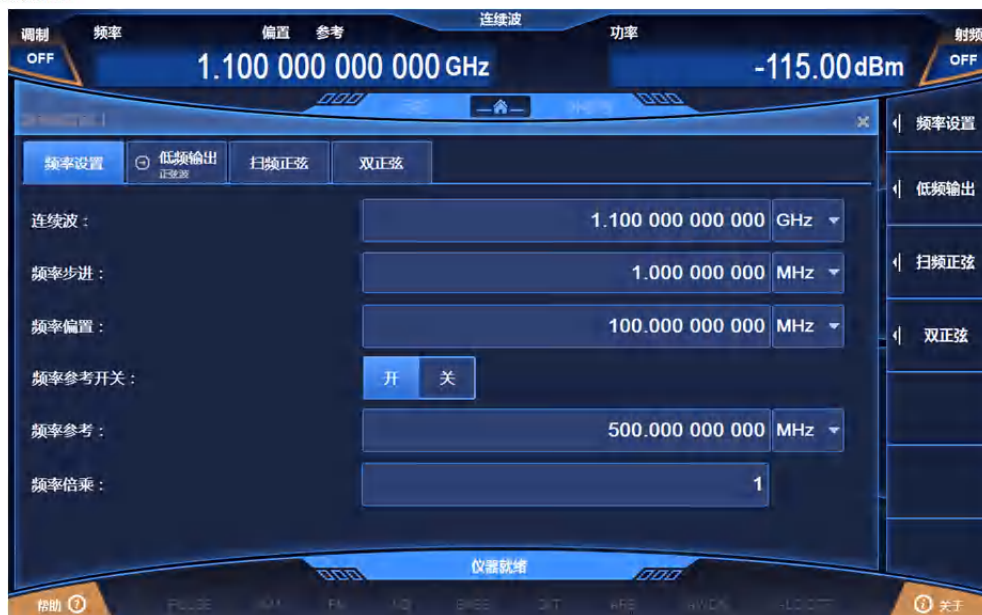 连续波
调制 频率 偏置 参考 功率 射频
OFF 1.100 000 000 000 GHz -115.00 dBm OFF
频率设置
频率设置 低频输出 扫频正弦 双正弦
正弦波
低频输出
连续波： 1.100 000 000 000 GHz
频率步进： 1.000 000 000 MHz
扫频正弦
频率偏置： 100.000 000 000 MHz
双正弦
频率参考开关： 开 关
频率参考： 500.000 000 000 MHz
频率倍乘： 1
仪器就绪
帮助 关于